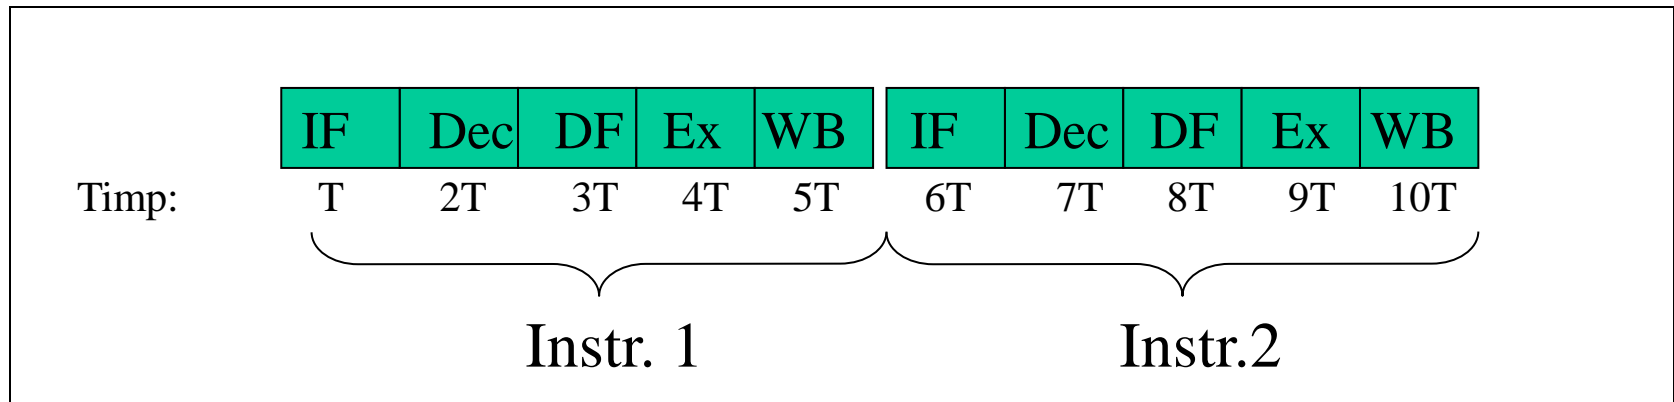 IF Dec DF Ex WB IF Dec DF Ex WB
Timp: T 2T 3T 4T 5T 6T 7T 8T 9T 10T
Instr. 1 Instr.2